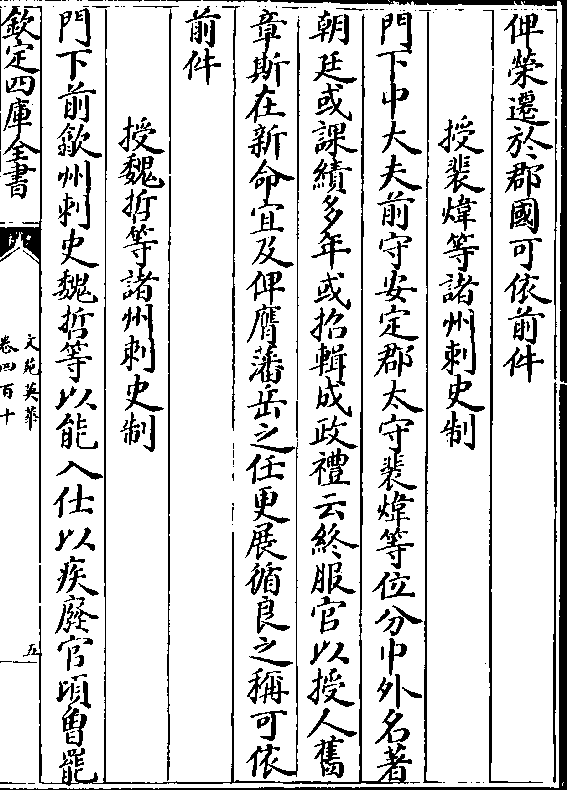 俾榮遷於郡國可依前件
授裴煒等諸州刺史制
門下中大夫前守安定郡太守裴煒等位分中外名著
朝廷或課績多年或招輯成政禮云終服官以授人舊
章斯在新命宜及俾膺藩岳之任更展循良之稱可依
前件
授魏哲等諸州刺史制
門下前歙州刺史魏哲等以能入仕以疾廢官頃曾罷
欽定四庫全書
文苑英華
卷四百十
五